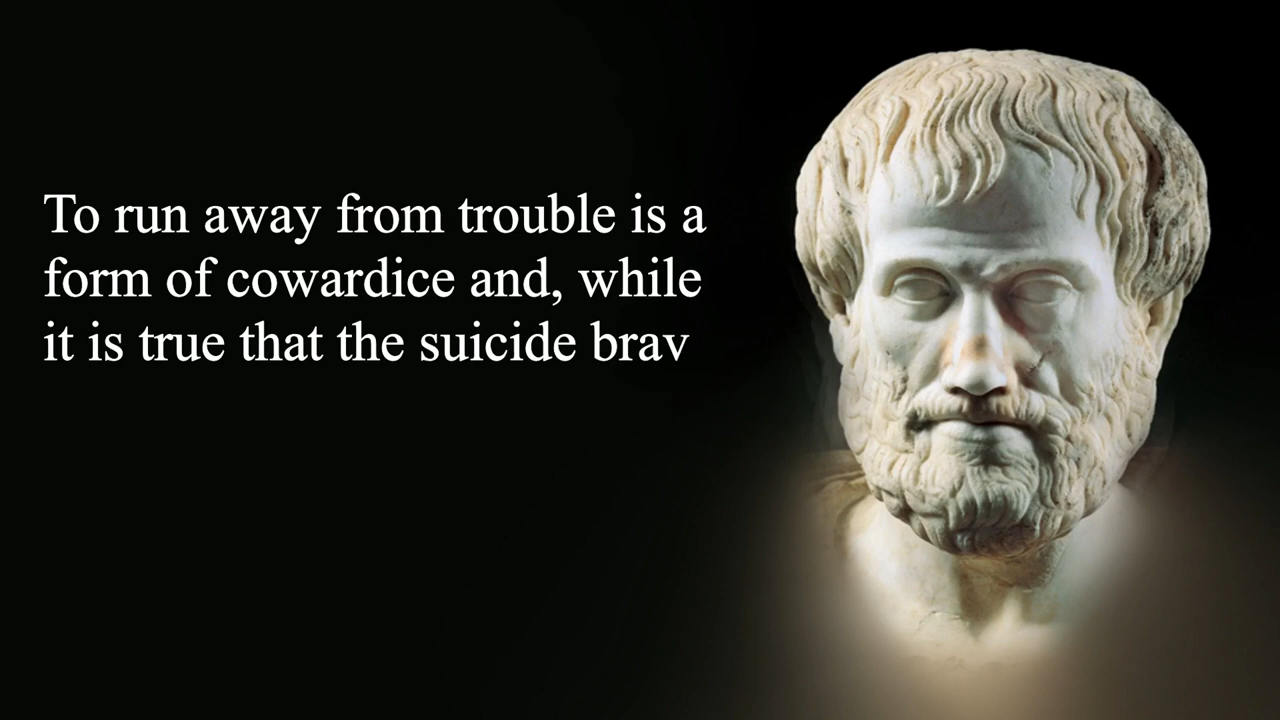 To run away from trouble is a
form of cowardice and, while
it is true that the suicide brav